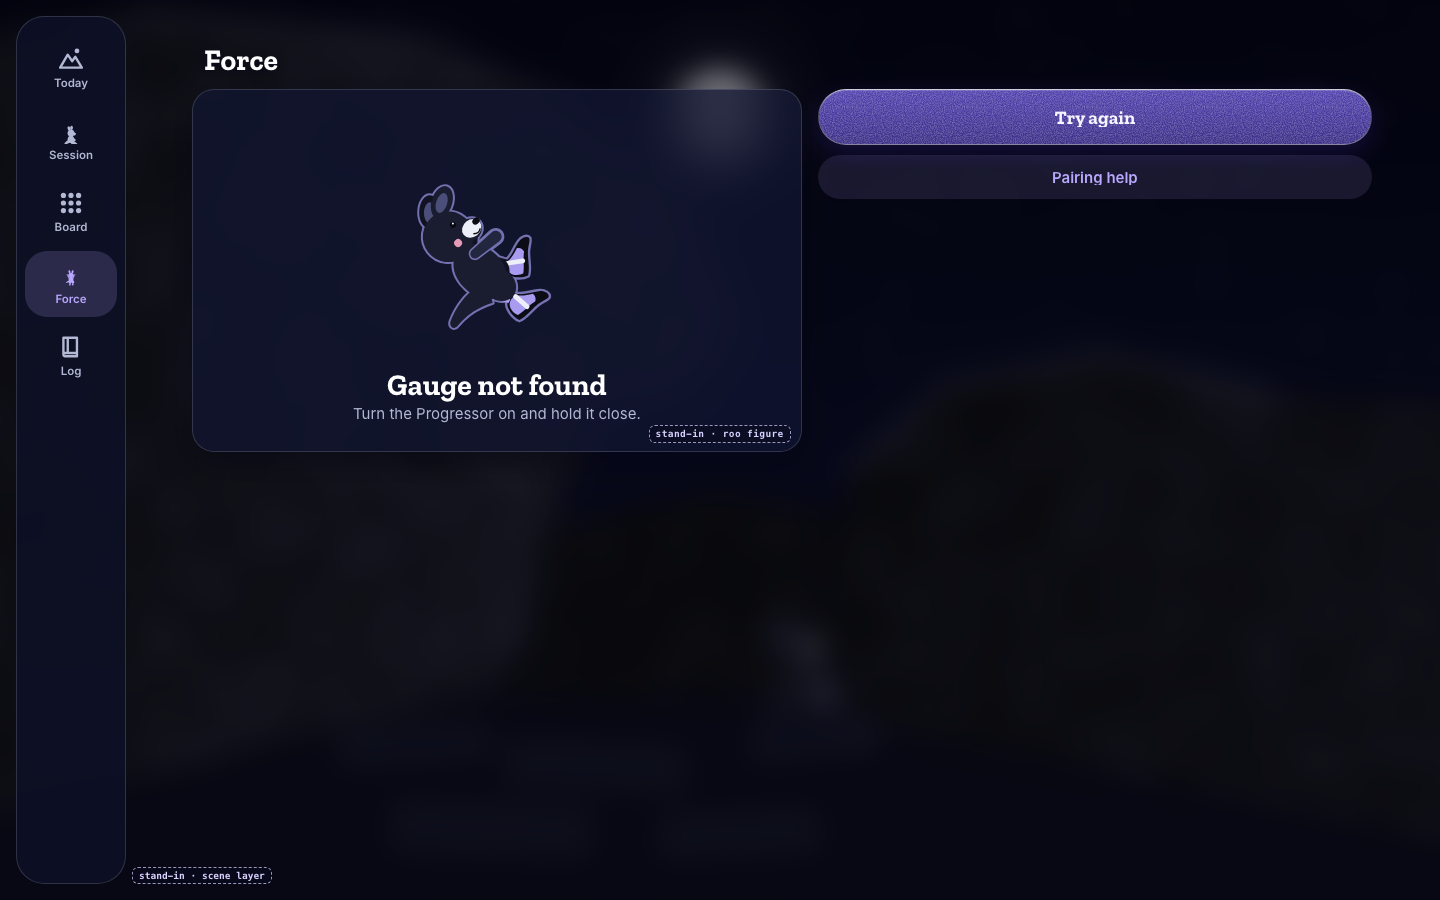 Today
Session
Board
Force
Log
Force
Gauge not found
Turn the Progressor on and hold it close.
stand-in · roo figure
Try again
Pairing help
stand-in · scene layer